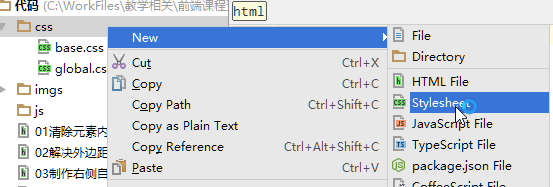 代码 (C:\WorkFiles\教学相关\前端课程
html
css
base.css
global.cs
imgs
js
01清除元素内
02解决外边距
03制作右侧自
New
Cut Ctrl+X
Copy Ctrl+C
Copy Path Ctrl+Shift+C
Copy as Plain Text
Copy Reference Ctrl+Alt+Shift+C
Paste Ctrl+V
File
Directory
HTML File
Stylesheet
JavaScript File
TypeScript File
package.json File
CoffeeScript File